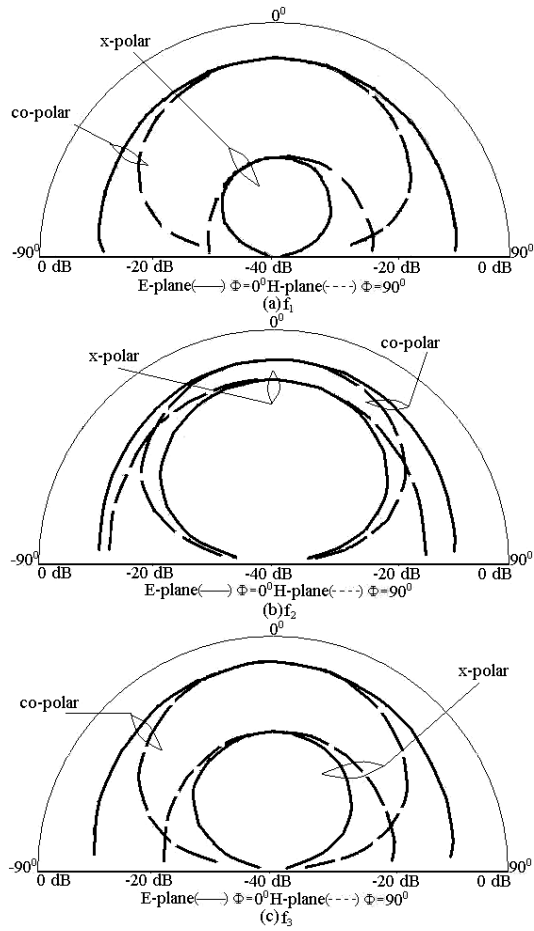 0⁰
x-polar
co-polar
-90⁰ 90⁰
0 dB -20 dB -40 dB -20 dB 0 dB
E-plane(——) Φ=0⁰H-plane(----) Φ=90⁰
(a)f₁
0⁰
x-polar co-polar
-90⁰ 90⁰
0 dB -20 dB -40 dB -20 dB 0 dB
E-plane(——) Φ=0⁰H-plane(----) Φ=90⁰
(b)f₂
0⁰
x-polar
co-polar
-90⁰ 90⁰
0 dB -20 dB -40 dB -20 dB 0 dB
E-plane(——) Φ=0⁰H-plane(----) Φ=90⁰
(c)f₃